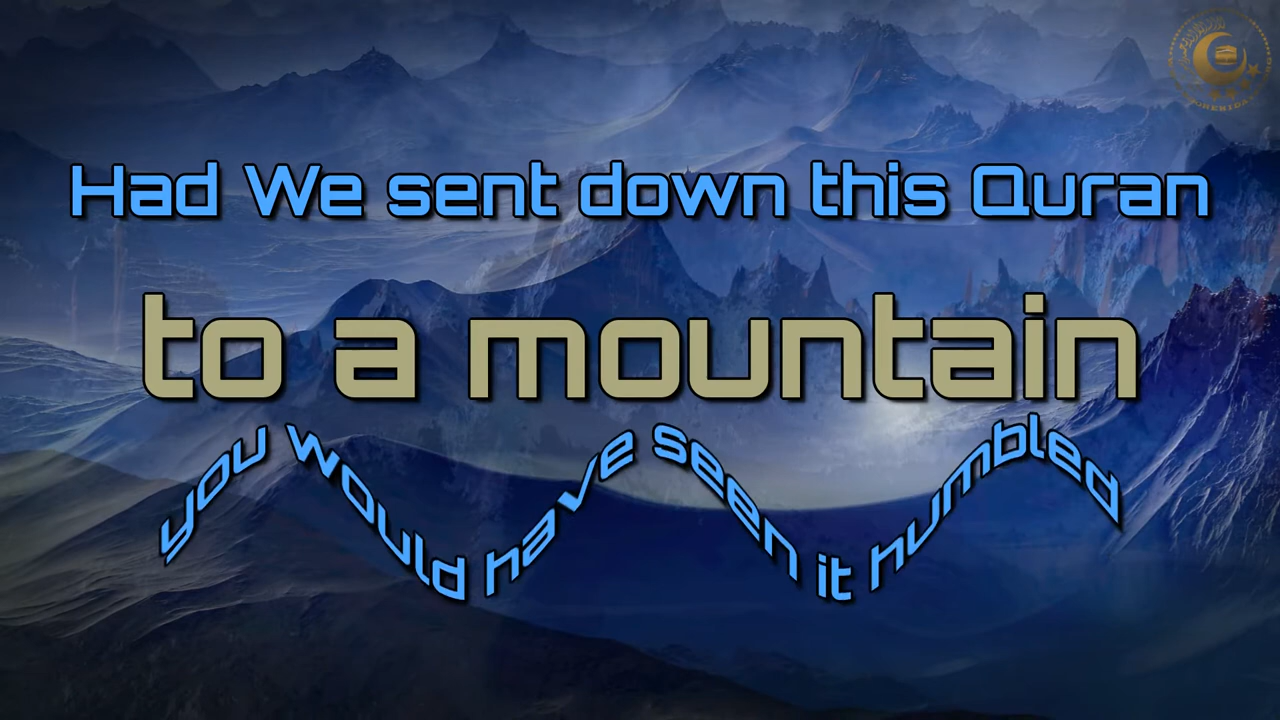 Had We sent down this Quran
to a mountain
you would have seen it humbled